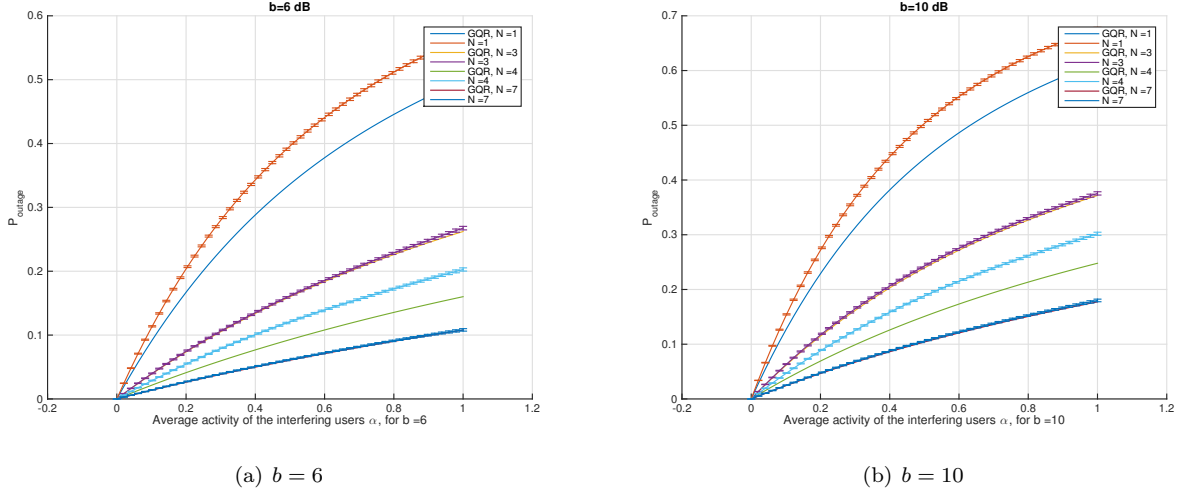 b=6 dB
0.6
0.5
0.4
0.3
0.2
0.1
0
P outage
-0.2 0 0.2 0.4 0.6 0.8 1 1.2
Average activity of the interfering users α, for b =6
GQR, N =1
N =1
GQR, N =3
N =3
GQR, N =4
N =4
GQR, N =7
N =7
(a) b = 6
b=10 dB
0.7
0.6
0.5
0.4
0.3
0.2
0.1
0
P outage
-0.2 0 0.2 0.4 0.6 0.8 1 1.2
Average activity of the interfering users α, for b =10
GQR, N =1
N =1
GQR, N =3
N =3
GQR, N =4
N =4
GQR, N =7
N =7
(b) b = 10